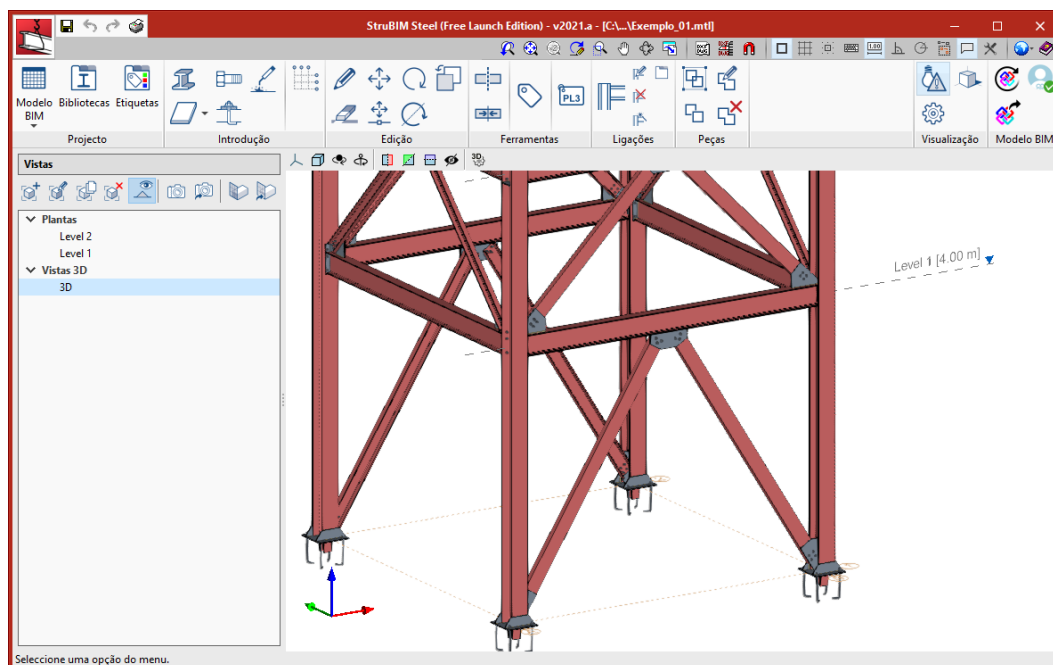 StruBIM Steel (Free Launch Edition) - v2021.a - [C:\...\Exemplo_01.mtl]
1.00
Modelo BIM
Bibliotecas
Etiquetas
PL3
Projecto
Introdução
Edição
Ferramentas
Ligações
Peças
Visualização
Modelo BIM
Vistas
3D
Plantas
Level 2
Level 1
Vistas 3D
3D
Level 1 [4.00 m]
Seleccione uma opção do menu.